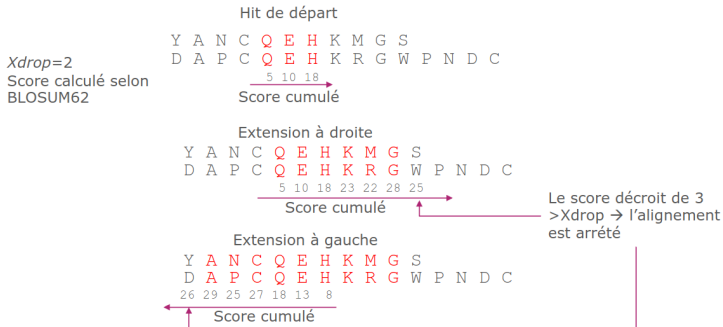 Hit de départ
Y A N C Q E H K M G S
D A P C Q E H K R G W P N D C
5 10 18
Score cumulé
Xdrop=2
Score calculé selon
BLOSUM62
Extension à droite
Y A N C Q E H K M G S
D A P C Q E H K R G W P N D C
5 10 18 23 22 28 25
Score cumulé
Le score décroit de 3
>Xdrop → l'alignement
est arrété
Extension à gauche
Y A N C Q E H K M G S
D A P C Q E H K R G W P N D C
26 29 25 27 18 13 8
Score cumulé